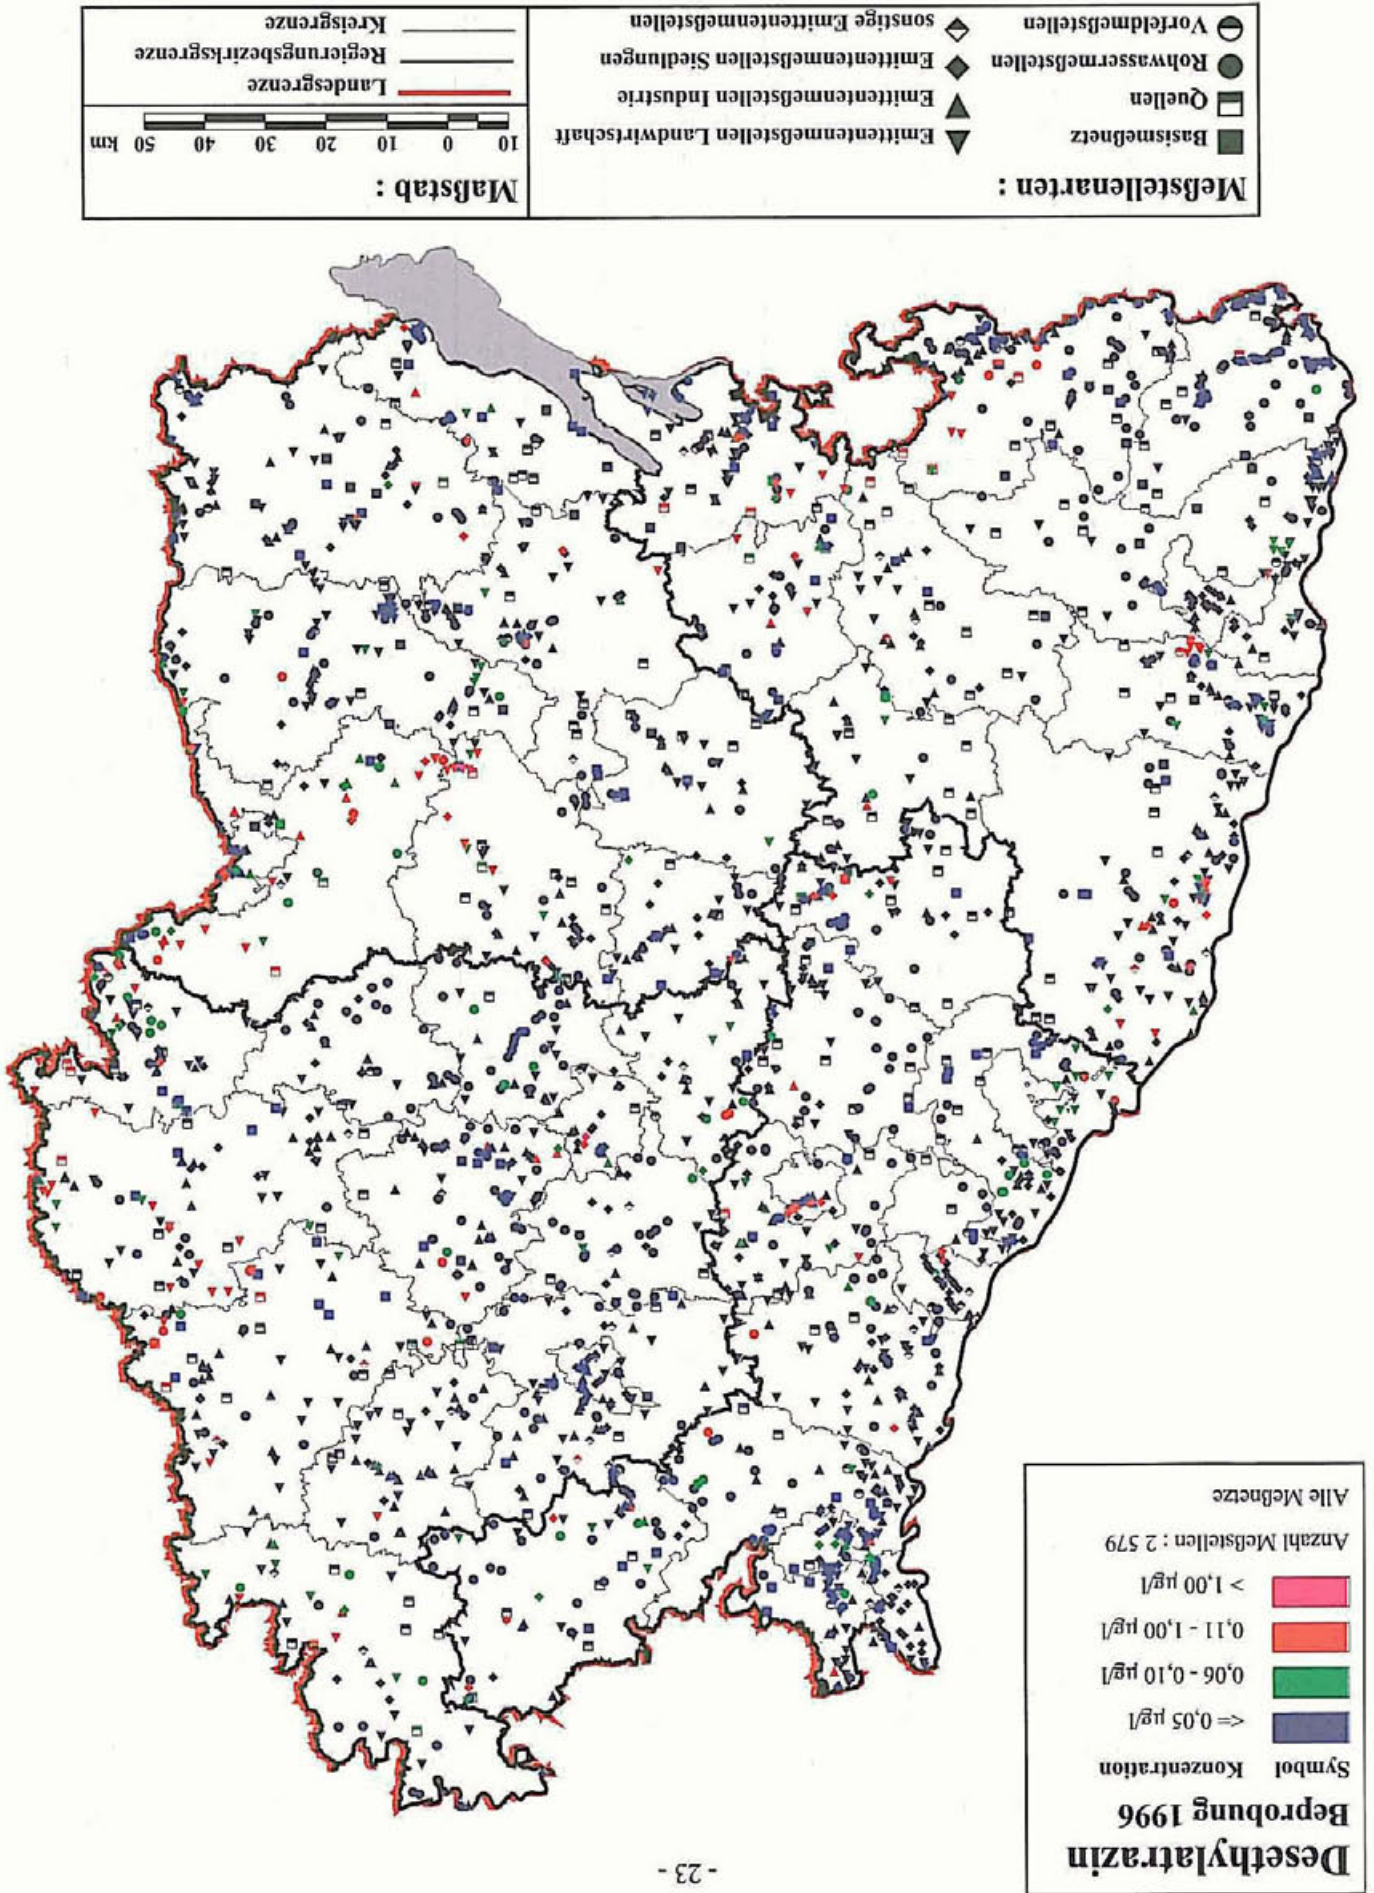 - 23 -
Desethylatrazin
Beprobung 1996
Symbol Konzentration
<= 0,05 µg/l
0,06 - 0,10 µg/l
0,11 - 1,00 µg/l
> 1,00 µg/l
Anzahl Meßstellen : 2 579
Alle Meßnetze
Meßstellenarten :
Basismeßnetz
Quellen
Rohwassermeßstellen
Vorfeldmeßstellen
Emittentenmeßstellen Landwirtschaft
Emittentenmeßstellen Industrie
Emittentenmeßstellen Siedlungen
sonstige Emittentenmeßstellen
Maßstab :
10 0 10 20 30 40 50 km
Landesgrenze
Regierungsbezirksgrenze
Kreisgrenze